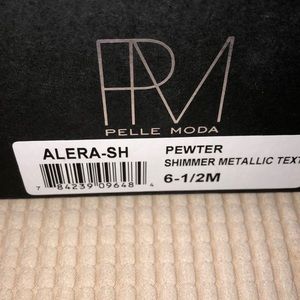 PM
PELLE MODA
ALERA-SH
PEWTER
SHIMMER METALLIC TEXT
6-1/2M
7 84239 09648 4